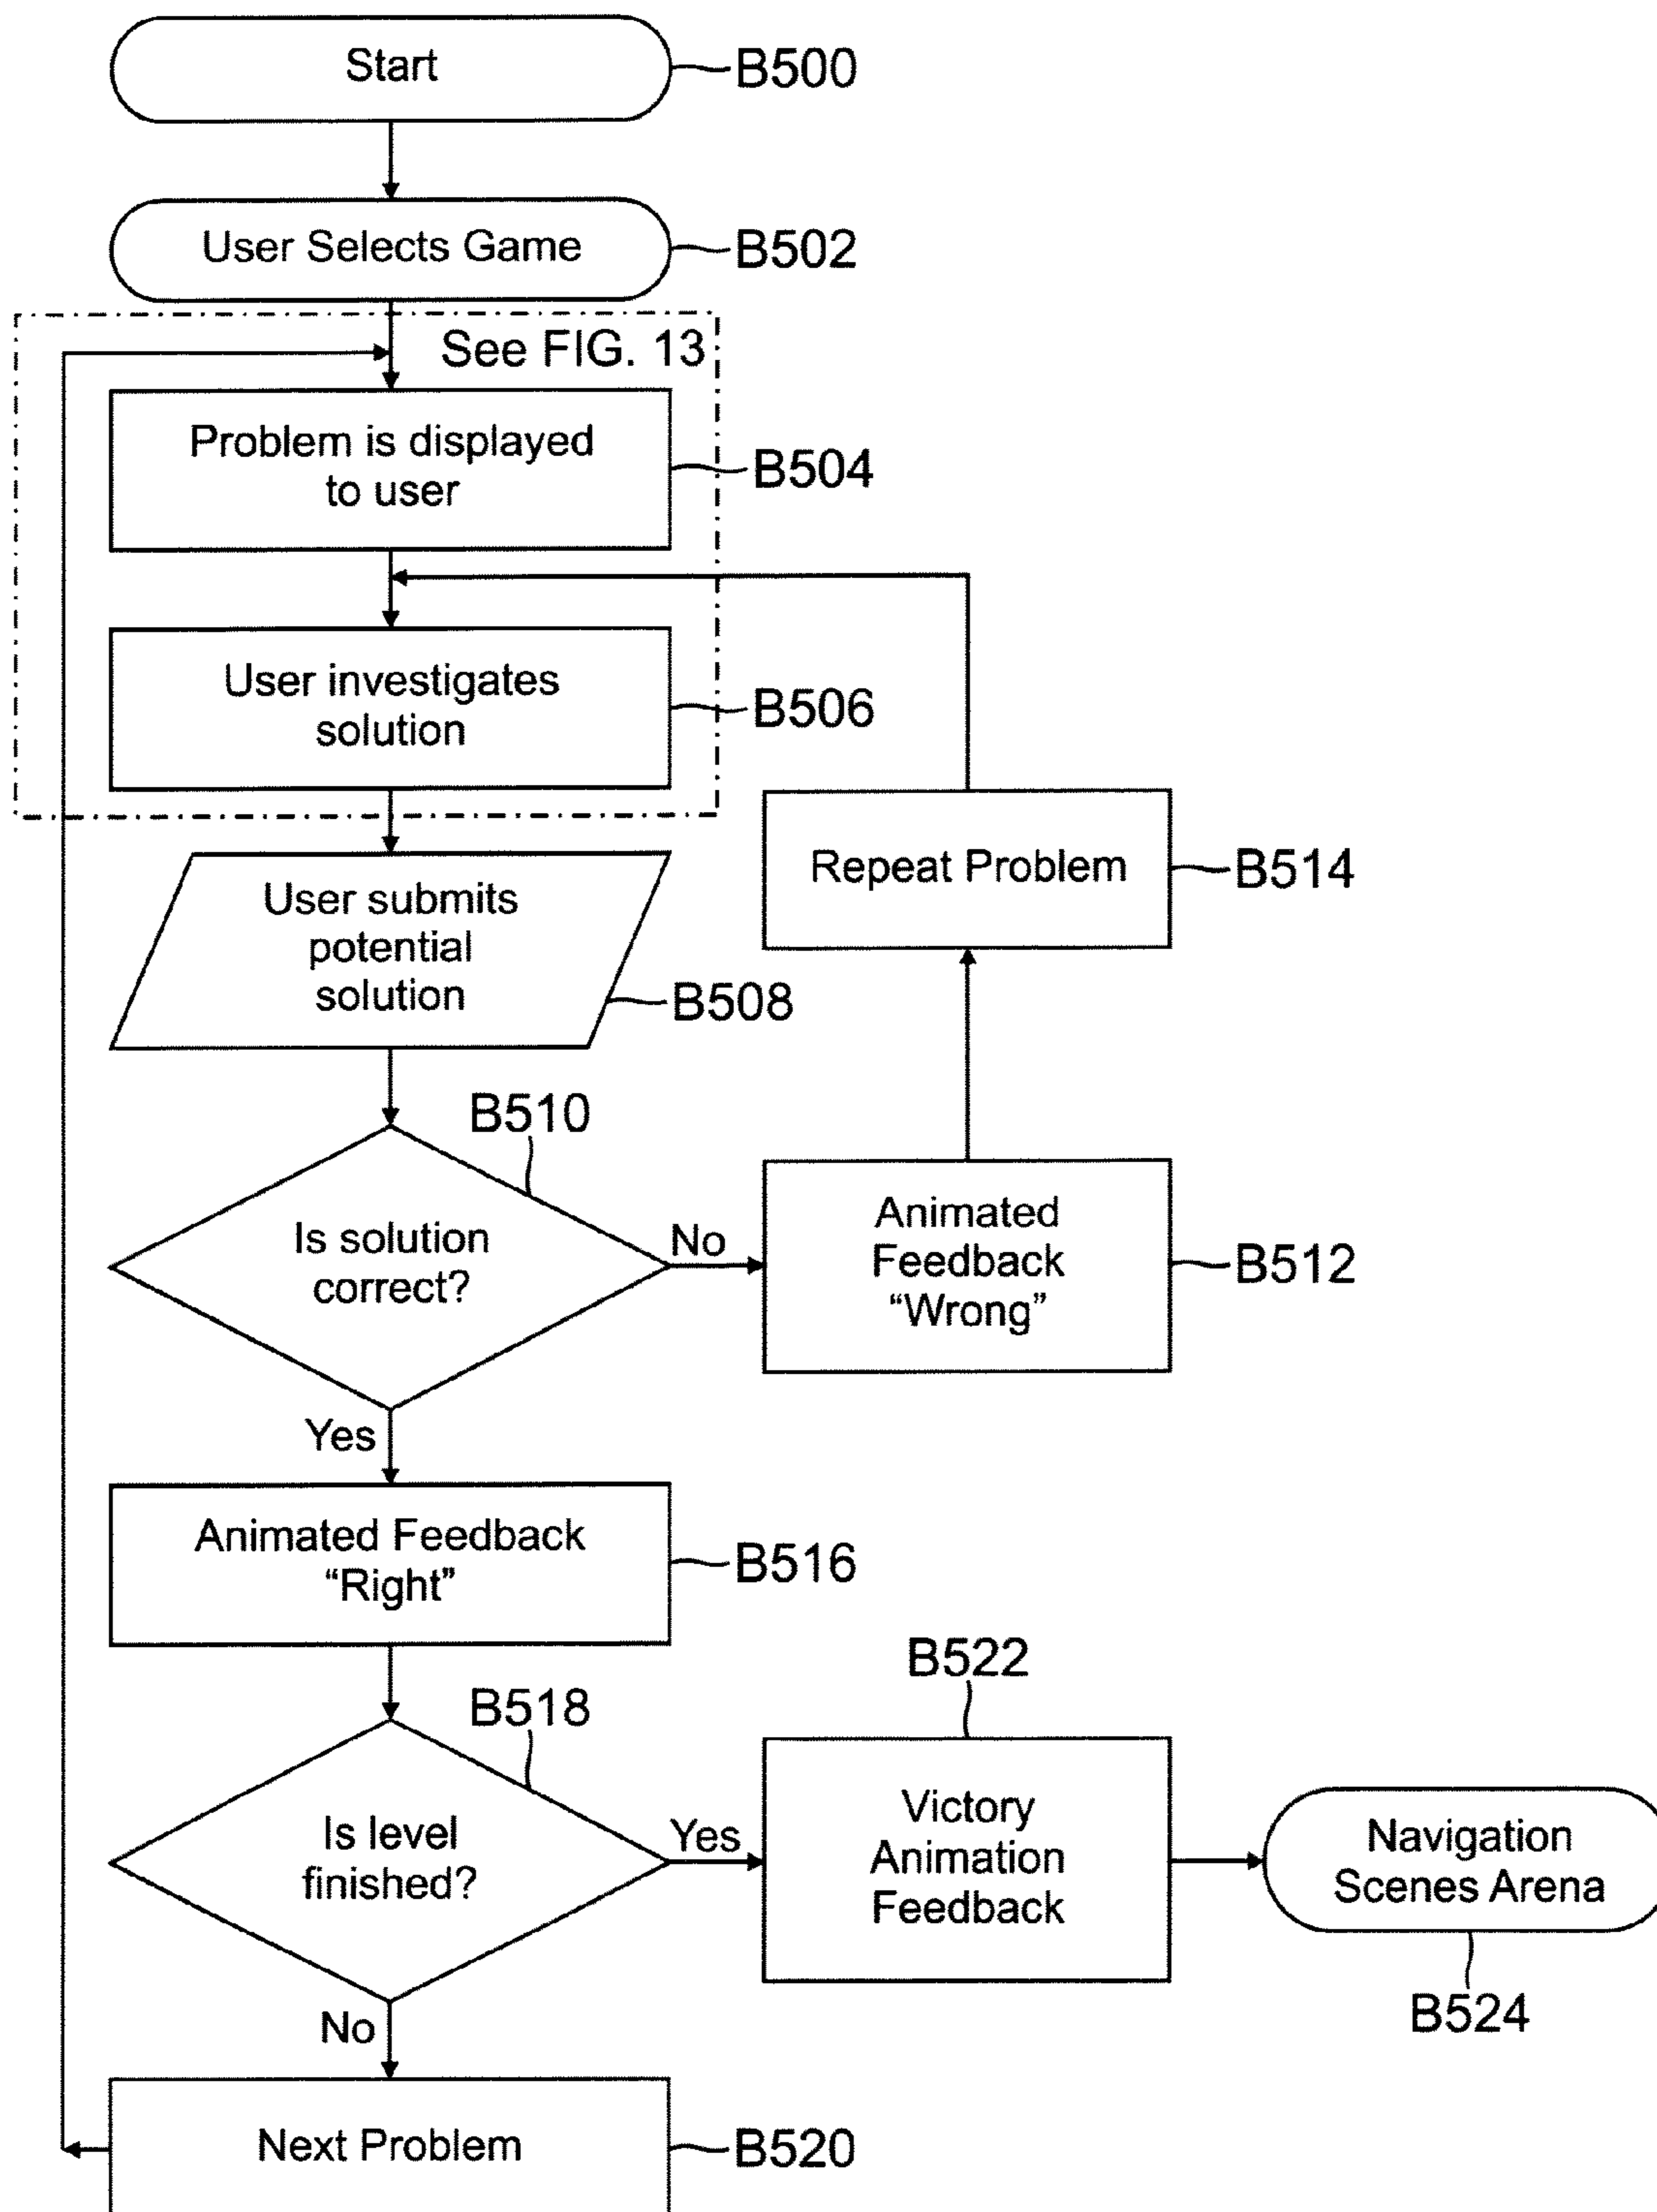 Start
B500
User Selects Game
B502
See FIG. 13
Problem is displayed
to user
B504
User investigates
solution
B506
Repeat Problem
B514
User submits
potential
solution
B508
B510
Is solution
correct?
No
Animated
Feedback
“Wrong”
B512
Yes
Animated Feedback
“Right”
B516
B518
Is level
finished?
Yes
B522
Victory
Animation
Feedback
Navigation
Scenes Arena
B524
No
Next Problem
B520